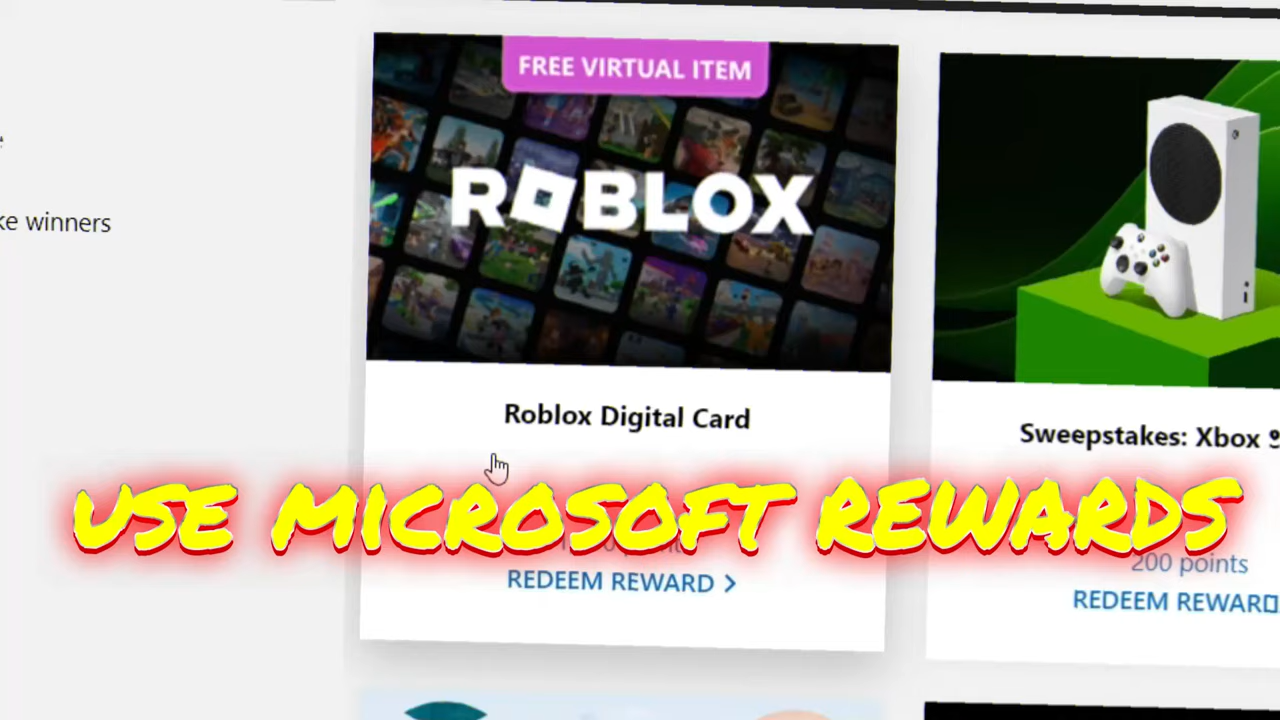 FREE VIRTUAL ITEM
ROBLOX
ke winners
Roblox Digital Card
Sweepstakes: Xbox
USE MICROSOFT REWARDS
200 points
REDEEM REWARD >
REDEEM REWARD